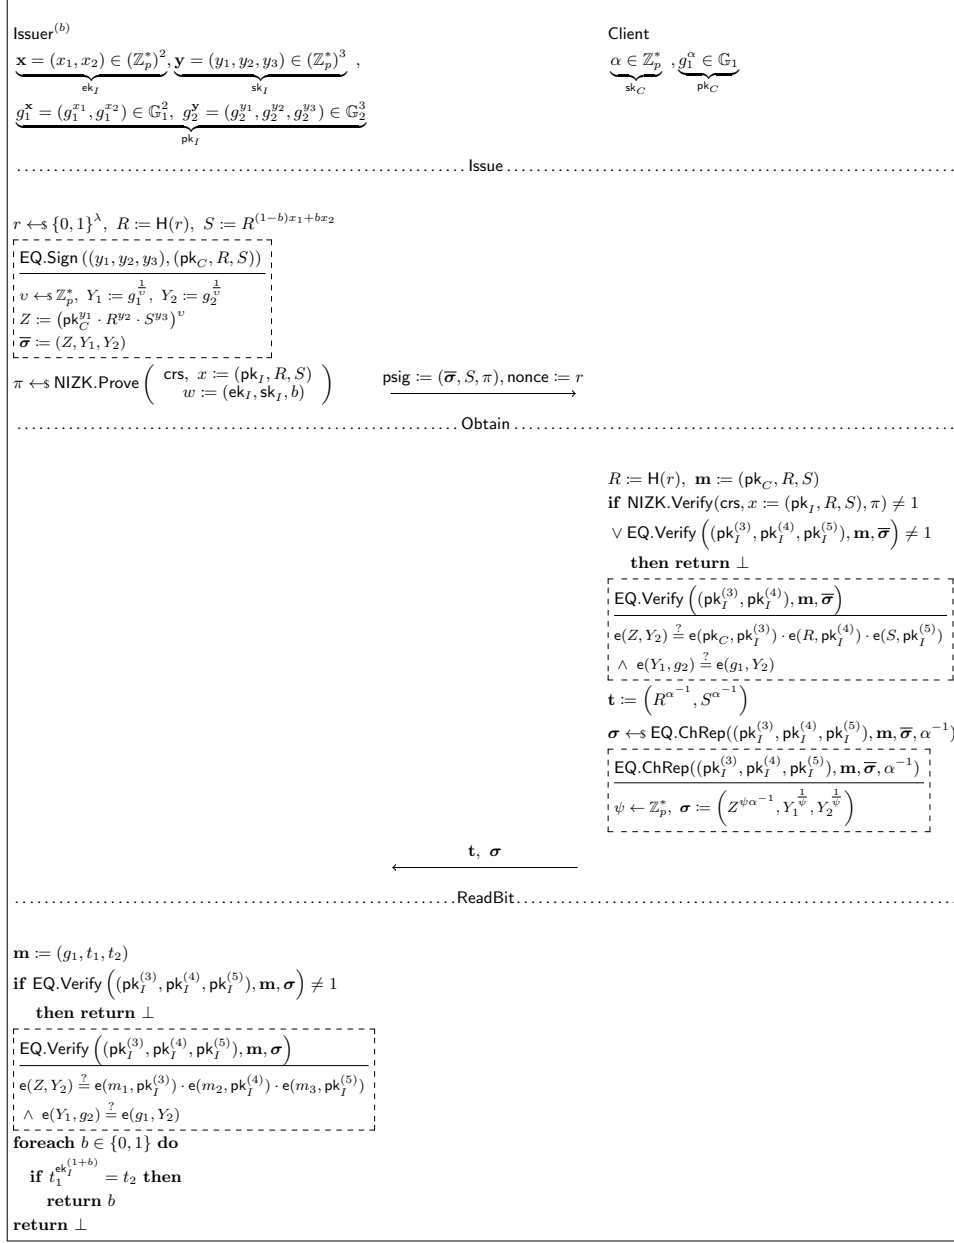 Issuer^(b) Client
x = (x_1, x_2) ∈ (ℤ_p^*)^2, y = (y_1, y_2, y_3) ∈ (ℤ_p^*)^3 , α ∈ ℤ_p^* , g_1^α ∈ 𝔾_1
ek_I sk_I sk_C pk_C
g_1^x = (g_1^{x_1}, g_1^{x_2}) ∈ 𝔾_1^2, g_2^y = (g_2^{y_1}, g_2^{y_2}, g_2^{y_3}) ∈ 𝔾_2^3
pk_I
Issue
r ←$ {0, 1}^λ, R := H(r), S := R^{(1−b)x_1+bx_2}
EQ.Sign ((y_1, y_2, y_3), (pk_C, R, S))
υ ←$ ℤ_p^*, Y_1 := g_1^{1/υ}, Y_2 := g_2^{1/υ}
Z := (pk_C^{y_1} · R^{y_2} · S^{y_3})^υ
σ̄ := (Z, Y_1, Y_2)
π ←$ NIZK.Prove ( crs, x := (pk_I, R, S) psig := (σ̄, S, π), nonce := r
w := (ek_I, sk_I, b) )
Obtain
R := H(r), m := (pk_C, R, S)
if NIZK.Verify(crs, x := (pk_I, R, S), π) ≠ 1
∨ EQ.Verify ((pk_I^(3), pk_I^(4), pk_I^(5)), m, σ̄) ≠ 1
then return ⊥
EQ.Verify ((pk_I^(3), pk_I^(4)), m, σ̄)
e(Z, Y_2) ≟ e(pk_C, pk_I^(3)) · e(R, pk_I^(4)) · e(S, pk_I^(5))
∧ e(Y_1, g_2) ≟ e(g_1, Y_2)
t := (R^{α^{−1}}, S^{α^{−1}})
σ ←$ EQ.ChRep((pk_I^(3), pk_I^(4), pk_I^(5)), m, σ̄, α^{−1})
EQ.ChRep((pk_I^(3), pk_I^(4), pk_I^(5)), m, σ̄, α^{−1})
ψ ← ℤ_p^*, σ := (Z^{ψα^{−1}}, Y_1^{1/ψ}, Y_2^{1/ψ})
t, σ
ReadBit
m := (g_1, t_1, t_2)
if EQ.Verify ((pk_I^(3), pk_I^(4), pk_I^(5)), m, σ) ≠ 1
then return ⊥
EQ.Verify ((pk_I^(3), pk_I^(4), pk_I^(5)), m, σ)
e(Z, Y_2) ≟ e(m_1, pk_I^(3)) · e(m_2, pk_I^(4)) · e(m_3, pk_I^(5))
∧ e(Y_1, g_2) ≟ e(g_1, Y_2)
foreach b ∈ {0, 1} do
if t_1^{ek_I^(1+b)} = t_2 then
return b
return ⊥